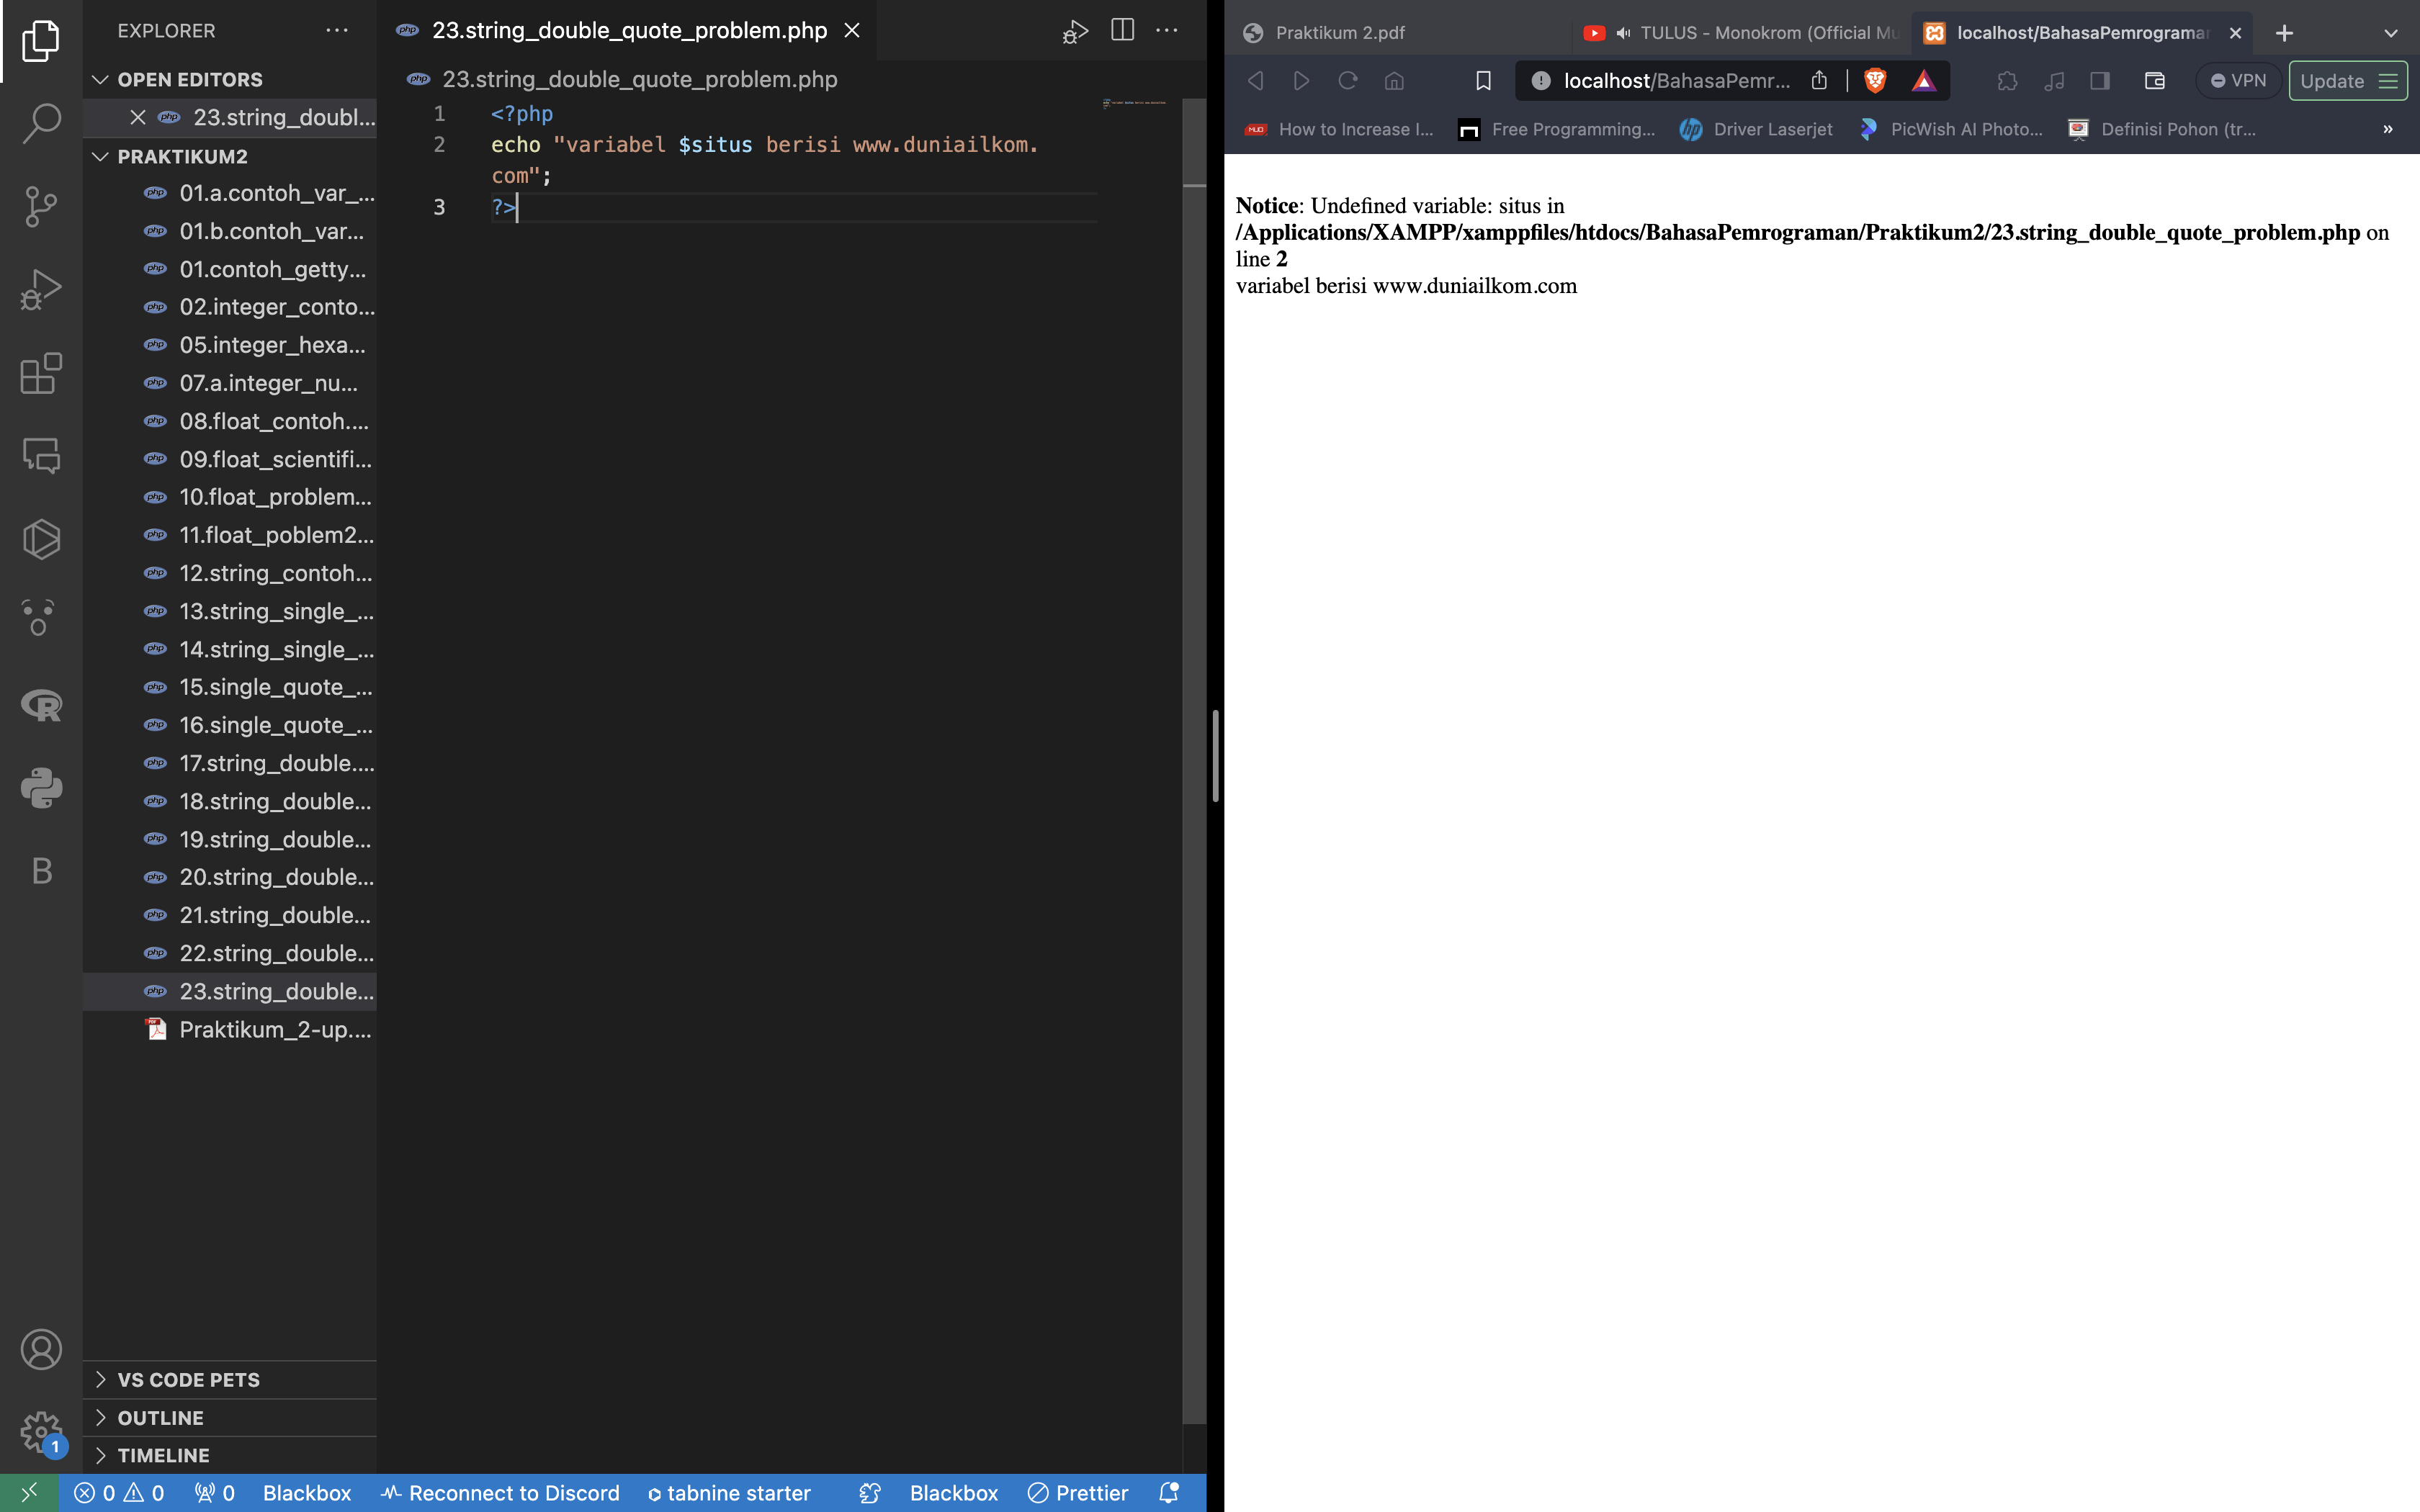 EXPLORER
OPEN EDITORS
23.string_doubl...
PRAKTIKUM2
01.a.contoh_var_...
01.b.contoh_var...
01.contoh_getty...
02.integer_conto...
05.integer_hexa...
07.a.integer_nu...
08.float_contoh....
09.float_scientifi...
10.float_problem...
11.float_poblem2...
12.string_contoh...
13.string_single_...
14.string_single_...
15.single_quote_...
16.single_quote_...
17.string_double....
18.string_double...
19.string_double...
20.string_double...
21.string_double...
22.string_double...
23.string_double...
Praktikum_2-up....
VS CODE PETS
OUTLINE
TIMELINE
B
1
23.string_double_quote_problem.php
23.string_double_quote_problem.php
1 <?php
2 echo "variabel $situs berisi www.duniailkom.
com";
3 ?>
0 0 0 Blackbox Reconnect to Discord tabnine starter Blackbox Prettier
Praktikum 2.pdf TULUS - Monokrom (Official Mu localhost/BahasaPemrograma
localhost/BahasaPemr... VPN Update
How to Increase I... Free Programming... Driver Laserjet PicWish AI Photo... Definisi Pohon (tr... »
Notice: Undefined variable: situs in
/Applications/XAMPP/xamppfiles/htdocs/BahasaPemrograman/Praktikum2/23.string_double_quote_problem.php on
line 2
variabel berisi www.duniailkom.com